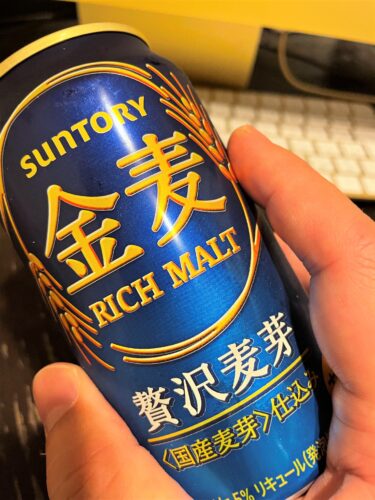 SUNTORY
金麦
RICH MALT
贅沢麦芽
〈国産麦芽〉仕込み
5% リキュール(発